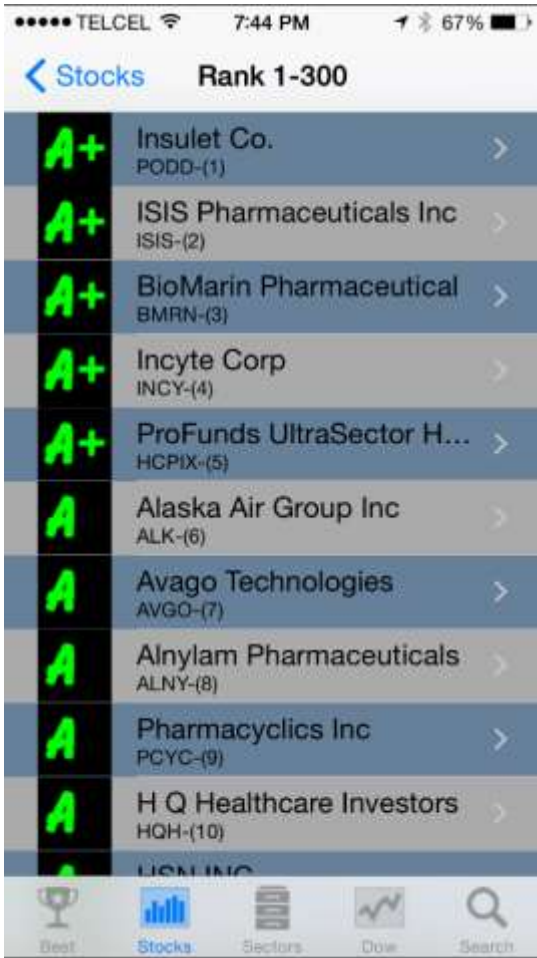 TELCEL 7:44 PM 67%
Stocks Rank 1-300
A+ Insulet Co.
PODD-(1)
A+ ISIS Pharmaceuticals Inc
ISIS-(2)
A+ BioMarin Pharmaceutical
BMRN-(3)
A+ Incyte Corp
INCY-(4)
A+ ProFunds UltraSector H...
HCPIX-(5)
A Alaska Air Group Inc
ALK-(6)
A Avago Technologies
AVGO-(7)
A Alnylam Pharmaceuticals
ALNY-(8)
A Pharmacyclics Inc
PCYC-(9)
A H Q Healthcare Investors
HQH-(10)
A HSN INC
Best Stocks Sectors Dow Search